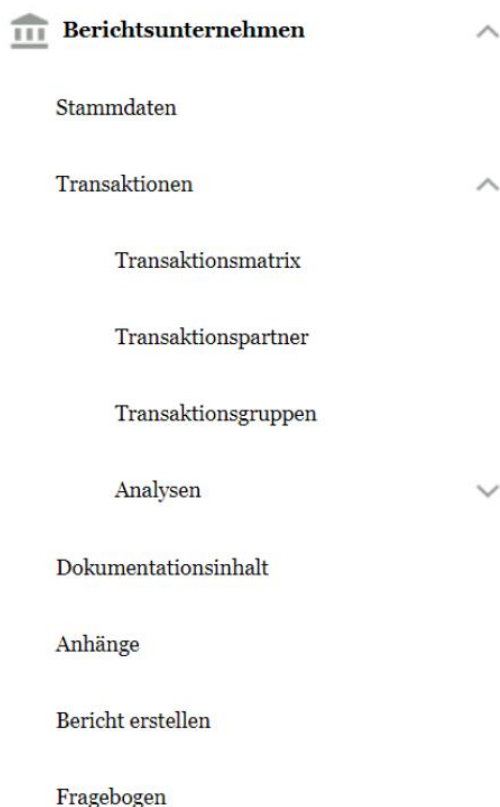 Berichtsunternehmen
Stammdaten
Transaktionen
Transaktionsmatrix
Transaktionspartner
Transaktionsgruppen
Analysen
Dokumentationsinhalt
Anhänge
Bericht erstellen
Fragebogen